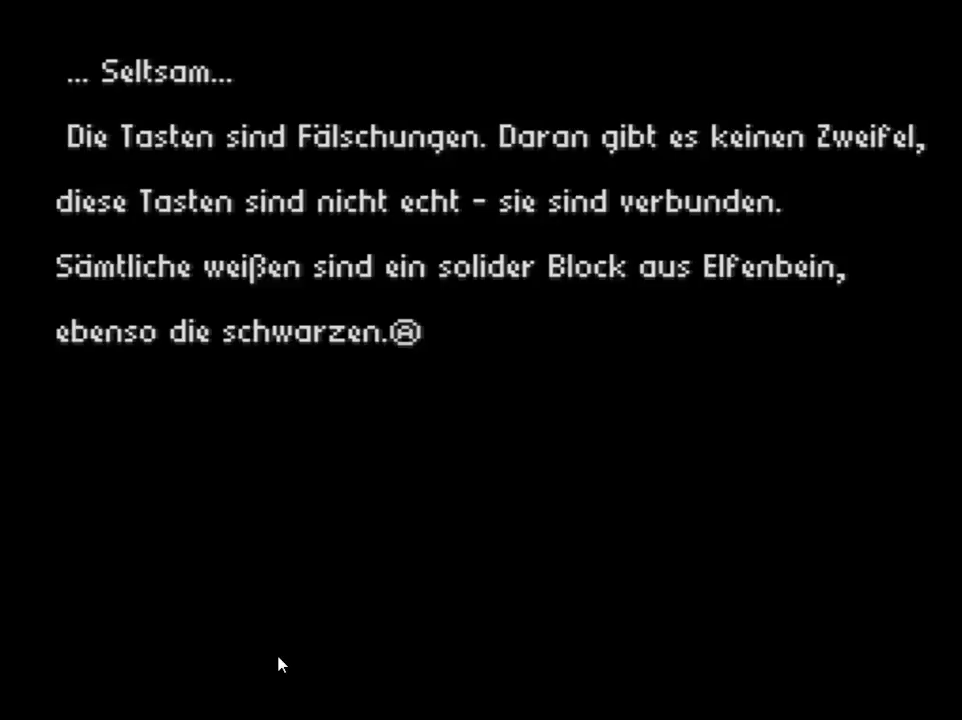 ... Seltsam...
Die Tasten sind Fälschungen. Daran gibt es keinen Zweifel,
diese Tasten sind nicht echt - sie sind verbunden.
Sämtliche weißen sind ein solider Block aus Elfenbein,
ebenso die schwarzen.